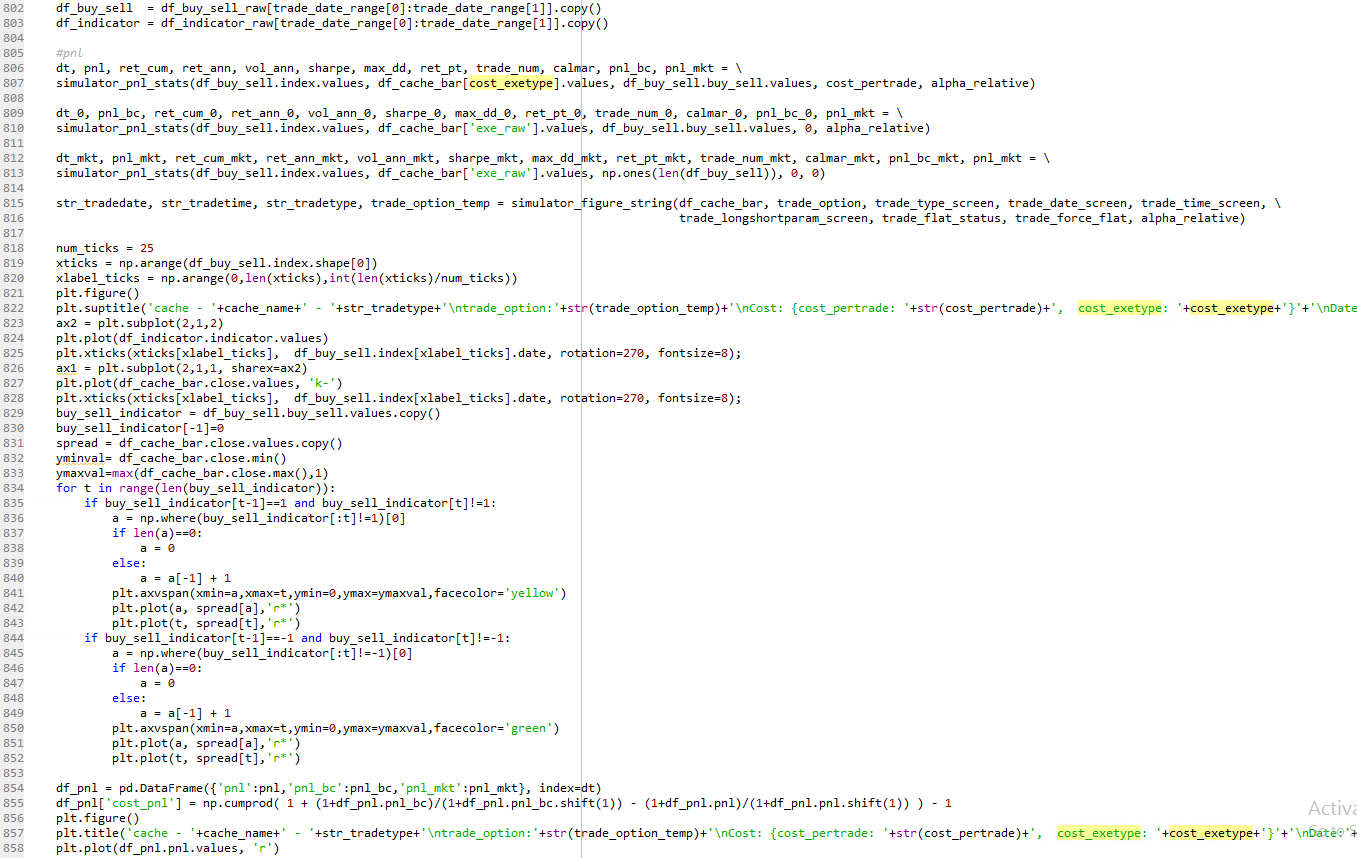 802 df_buy_sell  = df_buy_sell_raw[trade_date_range[0]:trade_date_range[1]].copy()
803 df_indicator = df_indicator_raw[trade_date_range[0]:trade_date_range[1]].copy()
804
805 #pnl
806 dt, pnl, ret_cum, ret_ann, vol_ann, sharpe, max_dd, ret_pt, trade_num, calmar, pnl_bc, pnl_mkt = \
807 simulator_pnl_stats(df_buy_sell.index.values, df_cache_bar[cost_exetype].values, df_buy_sell.buy_sell.values, cost_pertrade, alpha_relative)
808
809 dt_0, pnl_bc, ret_cum_0, ret_ann_0, vol_ann_0, sharpe_0, max_dd_0, ret_pt_0, trade_num_0, calmar_0, pnl_bc_0, pnl_mkt = \
810 simulator_pnl_stats(df_buy_sell.index.values, df_cache_bar['exe_raw'].values, df_buy_sell.buy_sell.values, 0, alpha_relative)
811
812 dt_mkt, pnl_mkt, ret_cum_mkt, ret_ann_mkt, vol_ann_mkt, sharpe_mkt, max_dd_mkt, ret_pt_mkt, trade_num_mkt, calmar_mkt, pnl_bc_mkt, pnl_mkt = \
813 simulator_pnl_stats(df_buy_sell.index.values, df_cache_bar['exe_raw'].values, np.ones(len(df_buy_sell)), 0, 0)
814
815 str_tradedate, str_tradetime, str_tradetype, trade_option_temp = simulator_figure_string(df_cache_bar, trade_option, trade_type_screen, trade_date_screen, trade_time_screen, \
816 trade_longshortparam_screen, trade_flat_status, trade_force_flat, alpha_relative)
817
818 num_ticks = 25
819 xticks = np.arange(df_buy_sell.index.shape[0])
820 xlabel_ticks = np.arange(0,len(xticks),int(len(xticks)/num_ticks))
821 plt.figure()
822 plt.suptitle('cache - '+cache_name+' - '+str_tradetype+'\ntrade_option:'+str(trade_option_temp)+'\nCost: {cost_pertrade: '+str(cost_pertrade)+',  cost_exetype: '+cost_exetype+'}'+'\nDate
823 ax2 = plt.subplot(2,1,2)
824 plt.plot(df_indicator.indicator.values)
825 plt.xticks(xticks[xlabel_ticks],  df_buy_sell.index[xlabel_ticks].date, rotation=270, fontsize=8);
826 ax1 = plt.subplot(2,1,1, sharex=ax2)
827 plt.plot(df_cache_bar.close.values, 'k-')
828 plt.xticks(xticks[xlabel_ticks],  df_buy_sell.index[xlabel_ticks].date, rotation=270, fontsize=8);
829 buy_sell_indicator = df_buy_sell.buy_sell.values.copy()
830 buy_sell_indicator[-1]=0
831 spread = df_cache_bar.close.values.copy()
832 yminval= df_cache_bar.close.min()
833 ymaxval=max(df_cache_bar.close.max(),1)
834 for t in range(len(buy_sell_indicator)):
835     if buy_sell_indicator[t-1]==1 and buy_sell_indicator[t]!=1:
836         a = np.where(buy_sell_indicator[:t]!=1)[0]
837         if len(a)==0:
838             a = 0
839         else:
840             a = a[-1] + 1
841         plt.axvspan(xmin=a,xmax=t,ymin=0,ymax=ymaxval,facecolor='yellow')
842         plt.plot(a, spread[a],'r*')
843         plt.plot(t, spread[t],'r*')
844     if buy_sell_indicator[t-1]==-1 and buy_sell_indicator[t]!=-1:
845         a = np.where(buy_sell_indicator[:t]!=-1)[0]
846         if len(a)==0:
847             a = 0
848         else:
849             a = a[-1] + 1
850         plt.axvspan(xmin=a,xmax=t,ymin=0,ymax=ymaxval,facecolor='green')
851         plt.plot(a, spread[a],'r*')
852         plt.plot(t, spread[t],'r*')
853
854 df_pnl = pd.DataFrame({'pnl':pnl,'pnl_bc':pnl_bc,'pnl_mkt':pnl_mkt}, index=dt)
855 df_pnl['cost_pnl'] = np.cumprod( 1 + (1+df_pnl.pnl_bc)/(1+df_pnl.pnl_bc.shift(1)) - (1+df_pnl.pnl)/(1+df_pnl.pnl.shift(1)) ) - 1
Activa
856 plt.figure()
857 plt.title('cache - '+cache_name+' - '+str_tradetype+'\ntrade_option:'+str(trade_option_temp)+'\nCost: {cost_pertrade: '+str(cost_pertrade)+',  cost_exetype: '+cost_exetype+'}'+'\nDate:'+
Go to S
858 plt.plot(df_pnl.pnl.values, 'r')